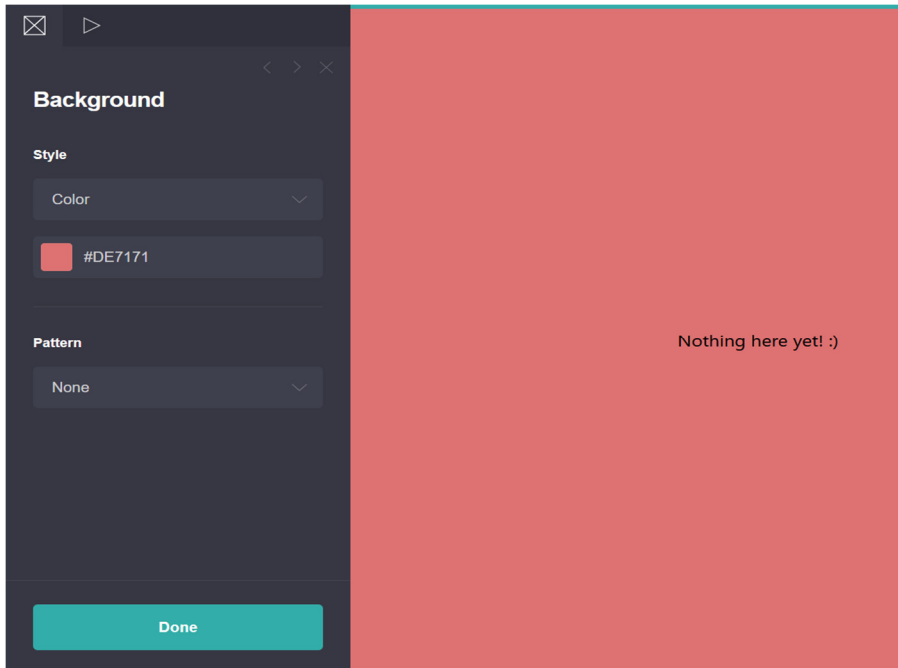 Background
Style
Color
#DE7171
Pattern
None
Done
Nothing here yet! :)